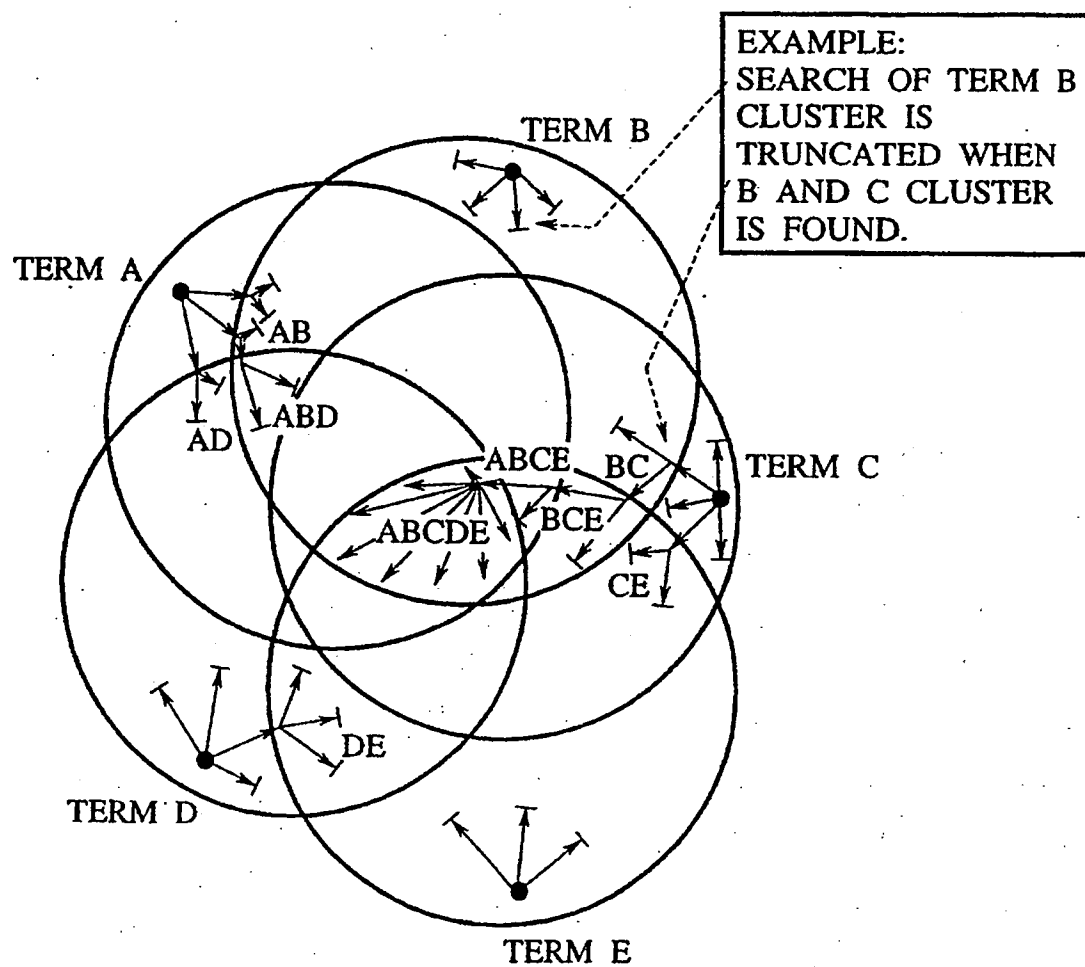 EXAMPLE:
SEARCH OF TERM B
CLUSTER IS
TRUNCATED WHEN
B AND C CLUSTER
IS FOUND.
TERM B
TERM A
AB
ABD
AD
ABCE
BC
TERM C
ABCDE
BCE
CE
DE
TERM D
TERM E